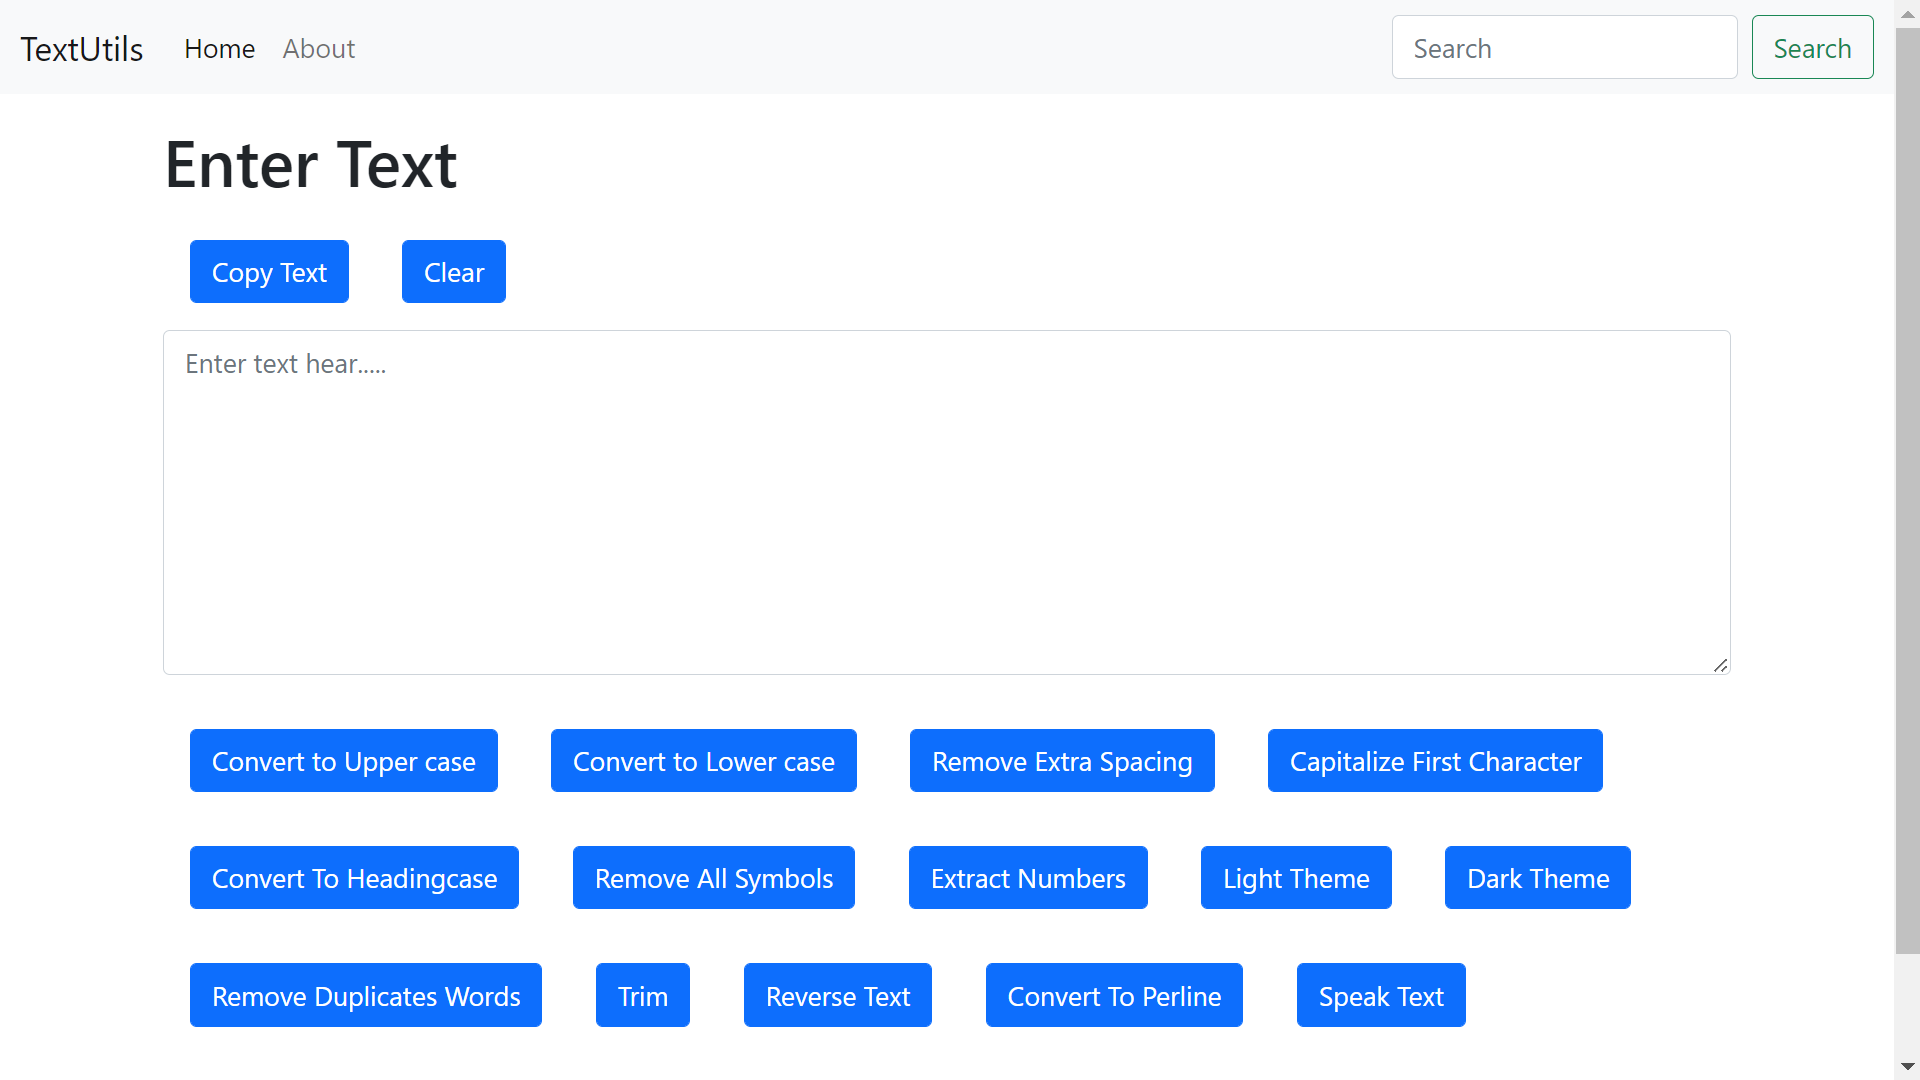 TextUtils Home About Search Search
Enter Text
Copy Text Clear
Enter text hear.....
Convert to Upper case Convert to Lower case Remove Extra Spacing Capitalize First Character
Convert To Headingcase Remove All Symbols Extract Numbers Light Theme Dark Theme
Remove Duplicates Words Trim Reverse Text Convert To Perline Speak Text